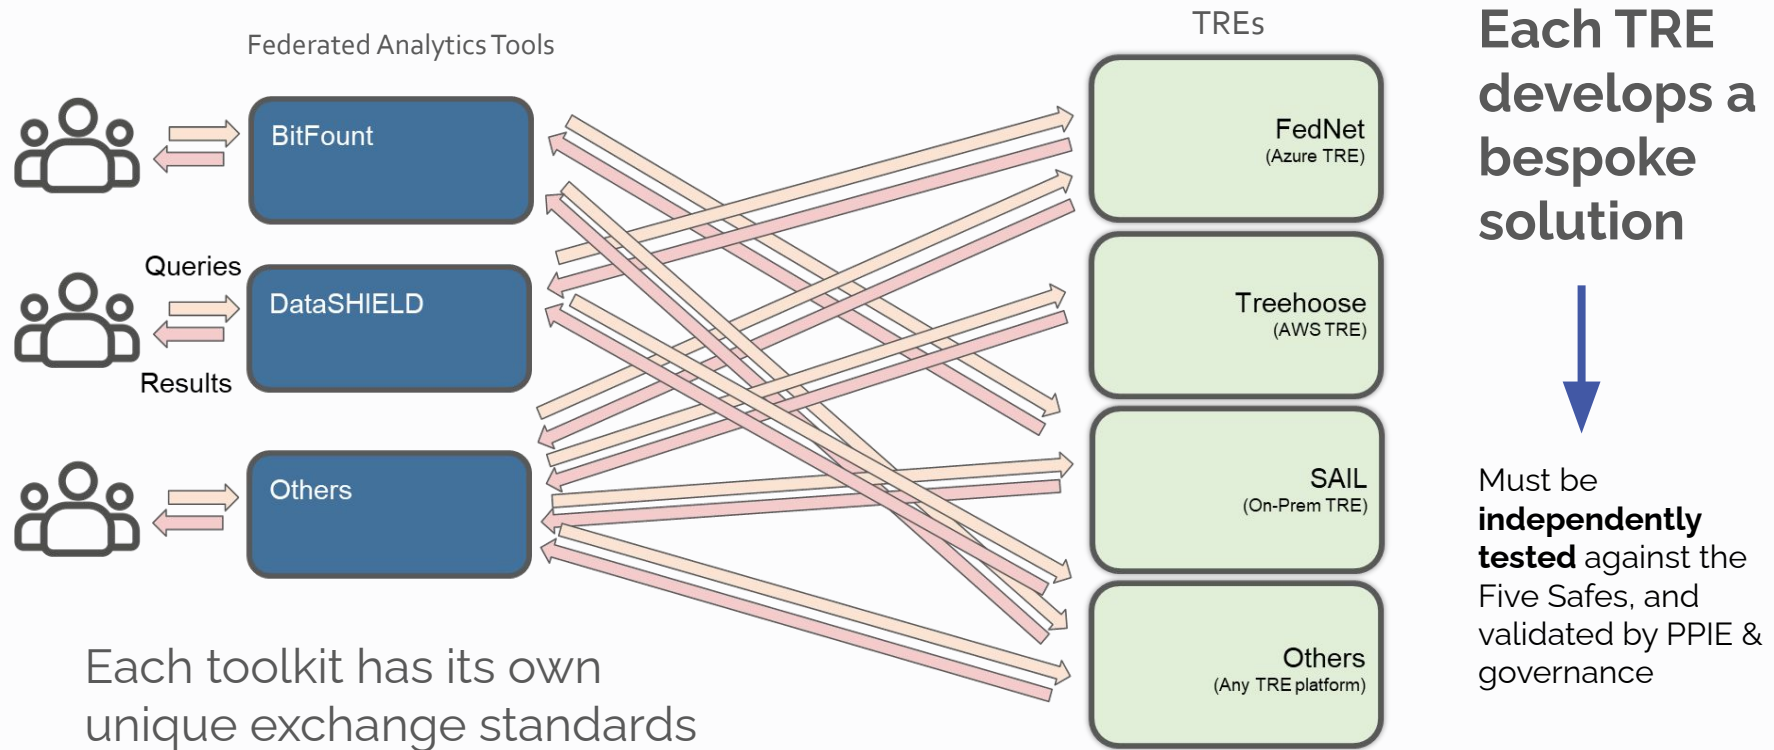 Federated Analytics Tools
TREs
BitFount
Queries
DataSHIELD
Results
Others
FedNet
(Azure TRE)
Treehoose
(AWS TRE)
SAIL
(On-Prem TRE)
Others
(Any TRE platform)
Each TRE
develops a
bespoke
solution
Must be
independently
tested against the
Five Safes, and
validated by PPIE &
governance
Each toolkit has its own
unique exchange standards